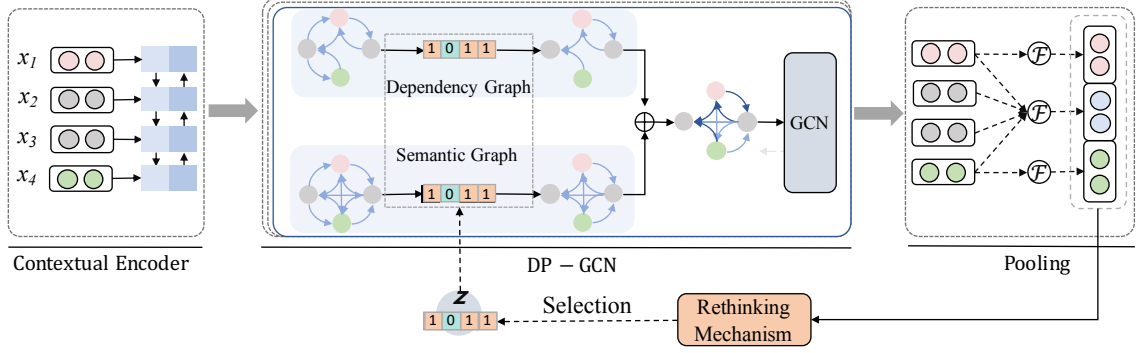 x1
x2
x3
x4
Contextual Encoder
1 0 1 1
Dependency Graph
Semantic Graph
1 0 1 1
GCN
DP – GCN
ℱ
ℱ
ℱ
Pooling
z
1 0 1 1
Selection
Rethinking
Mechanism